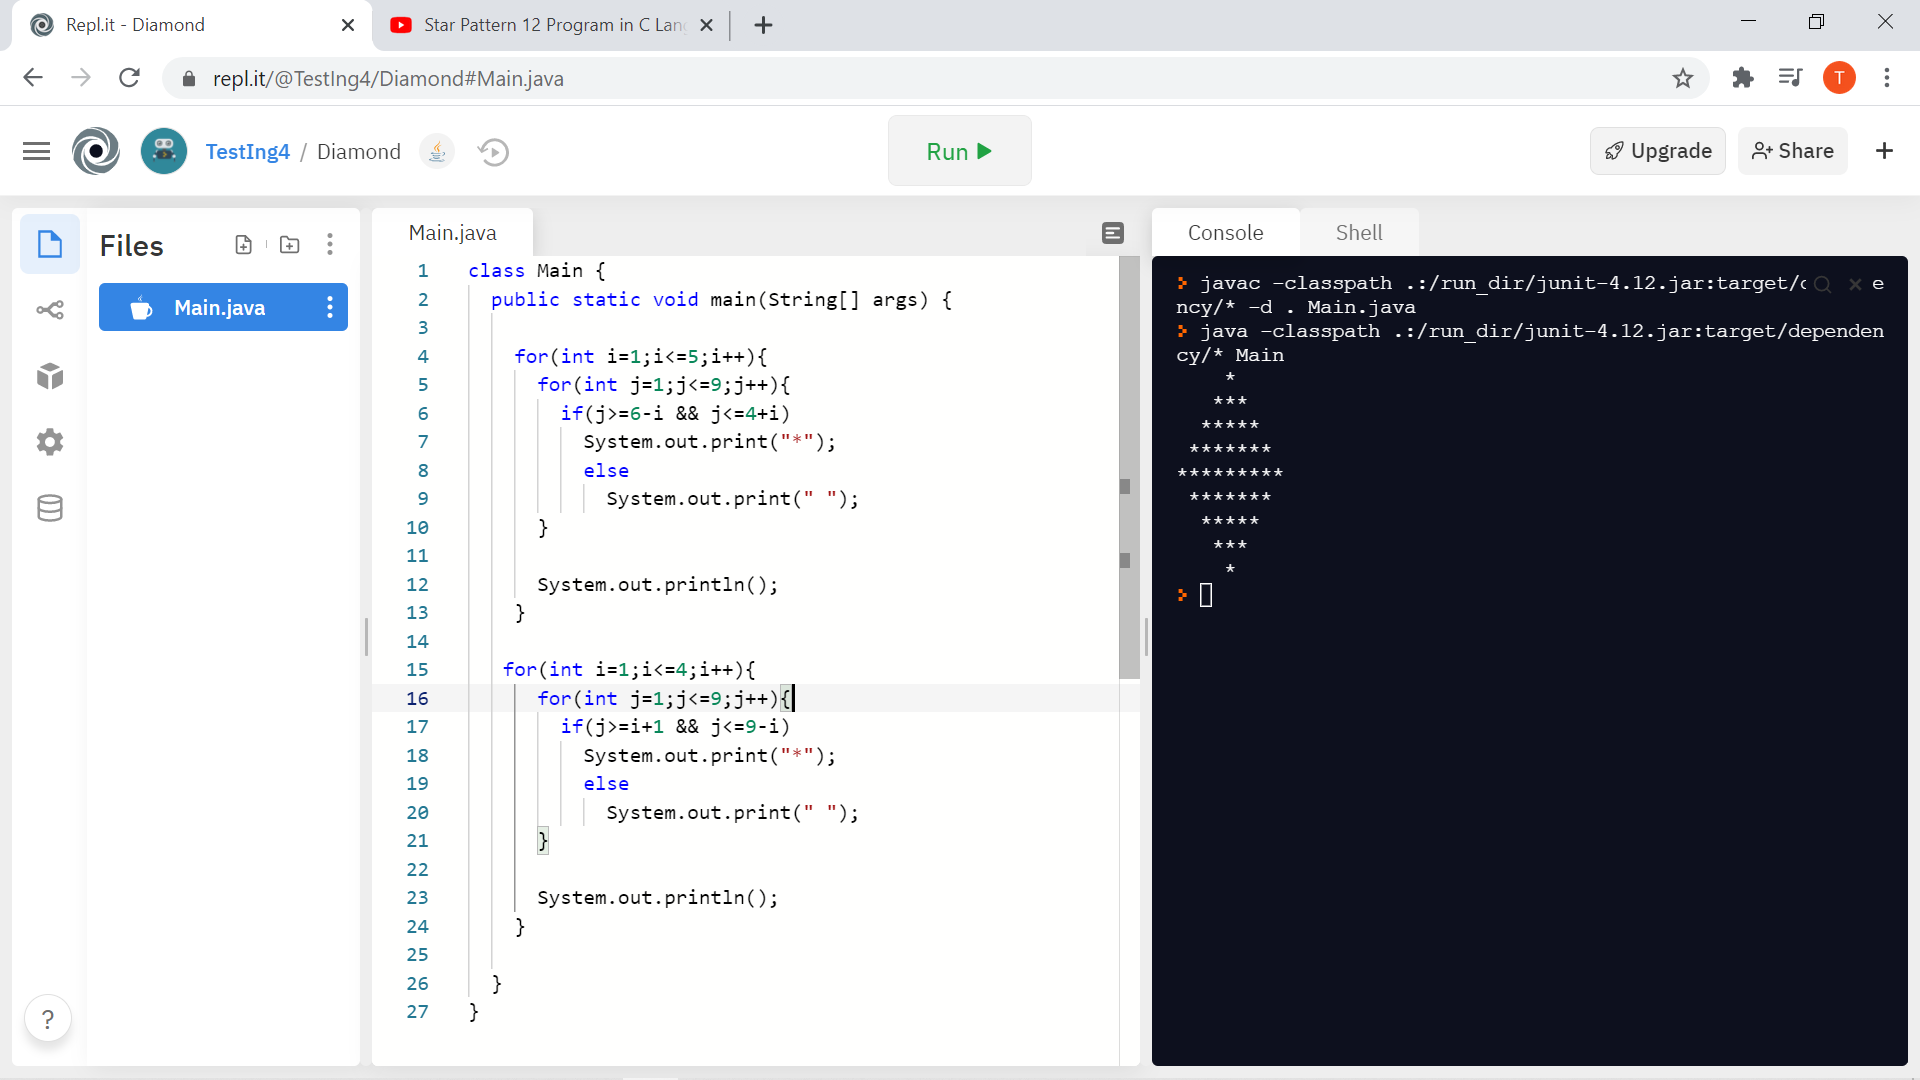 Repl.it - Diamond
Star Pattern 12 Program in C Lan
repl.it/@TestIng4/Diamond#Main.java
T
TestIng4 / Diamond
Run
Upgrade
Share
Files
Main.java
?
Main.java
1 class Main {
2 public static void main(String[] args) {
3
4 for(int i=1;i<=5;i++){
5 for(int j=1;j<=9;j++){
6 if(j>=6-i && j<=4+i)
7 System.out.print("*");
8 else
9 System.out.print(" ");
10 }
11
12 System.out.println();
13 }
14
15 for(int i=1;i<=4;i++){
16 for(int j=1;j<=9;j++){
17 if(j>=i+1 && j<=9-i)
18 System.out.print("*");
19 else
20 System.out.print(" ");
21 }
22
23 System.out.println();
24 }
25
26 }
27 }
Console
Shell
javac -classpath .:/run_dir/junit-4.12.jar:target/ e
ncy/* -d . Main.java
java -classpath .:/run_dir/junit-4.12.jar:target/dependen
cy/* Main
    *
   ***
  *****
 *******
*********
 *******
  *****
   ***
    *